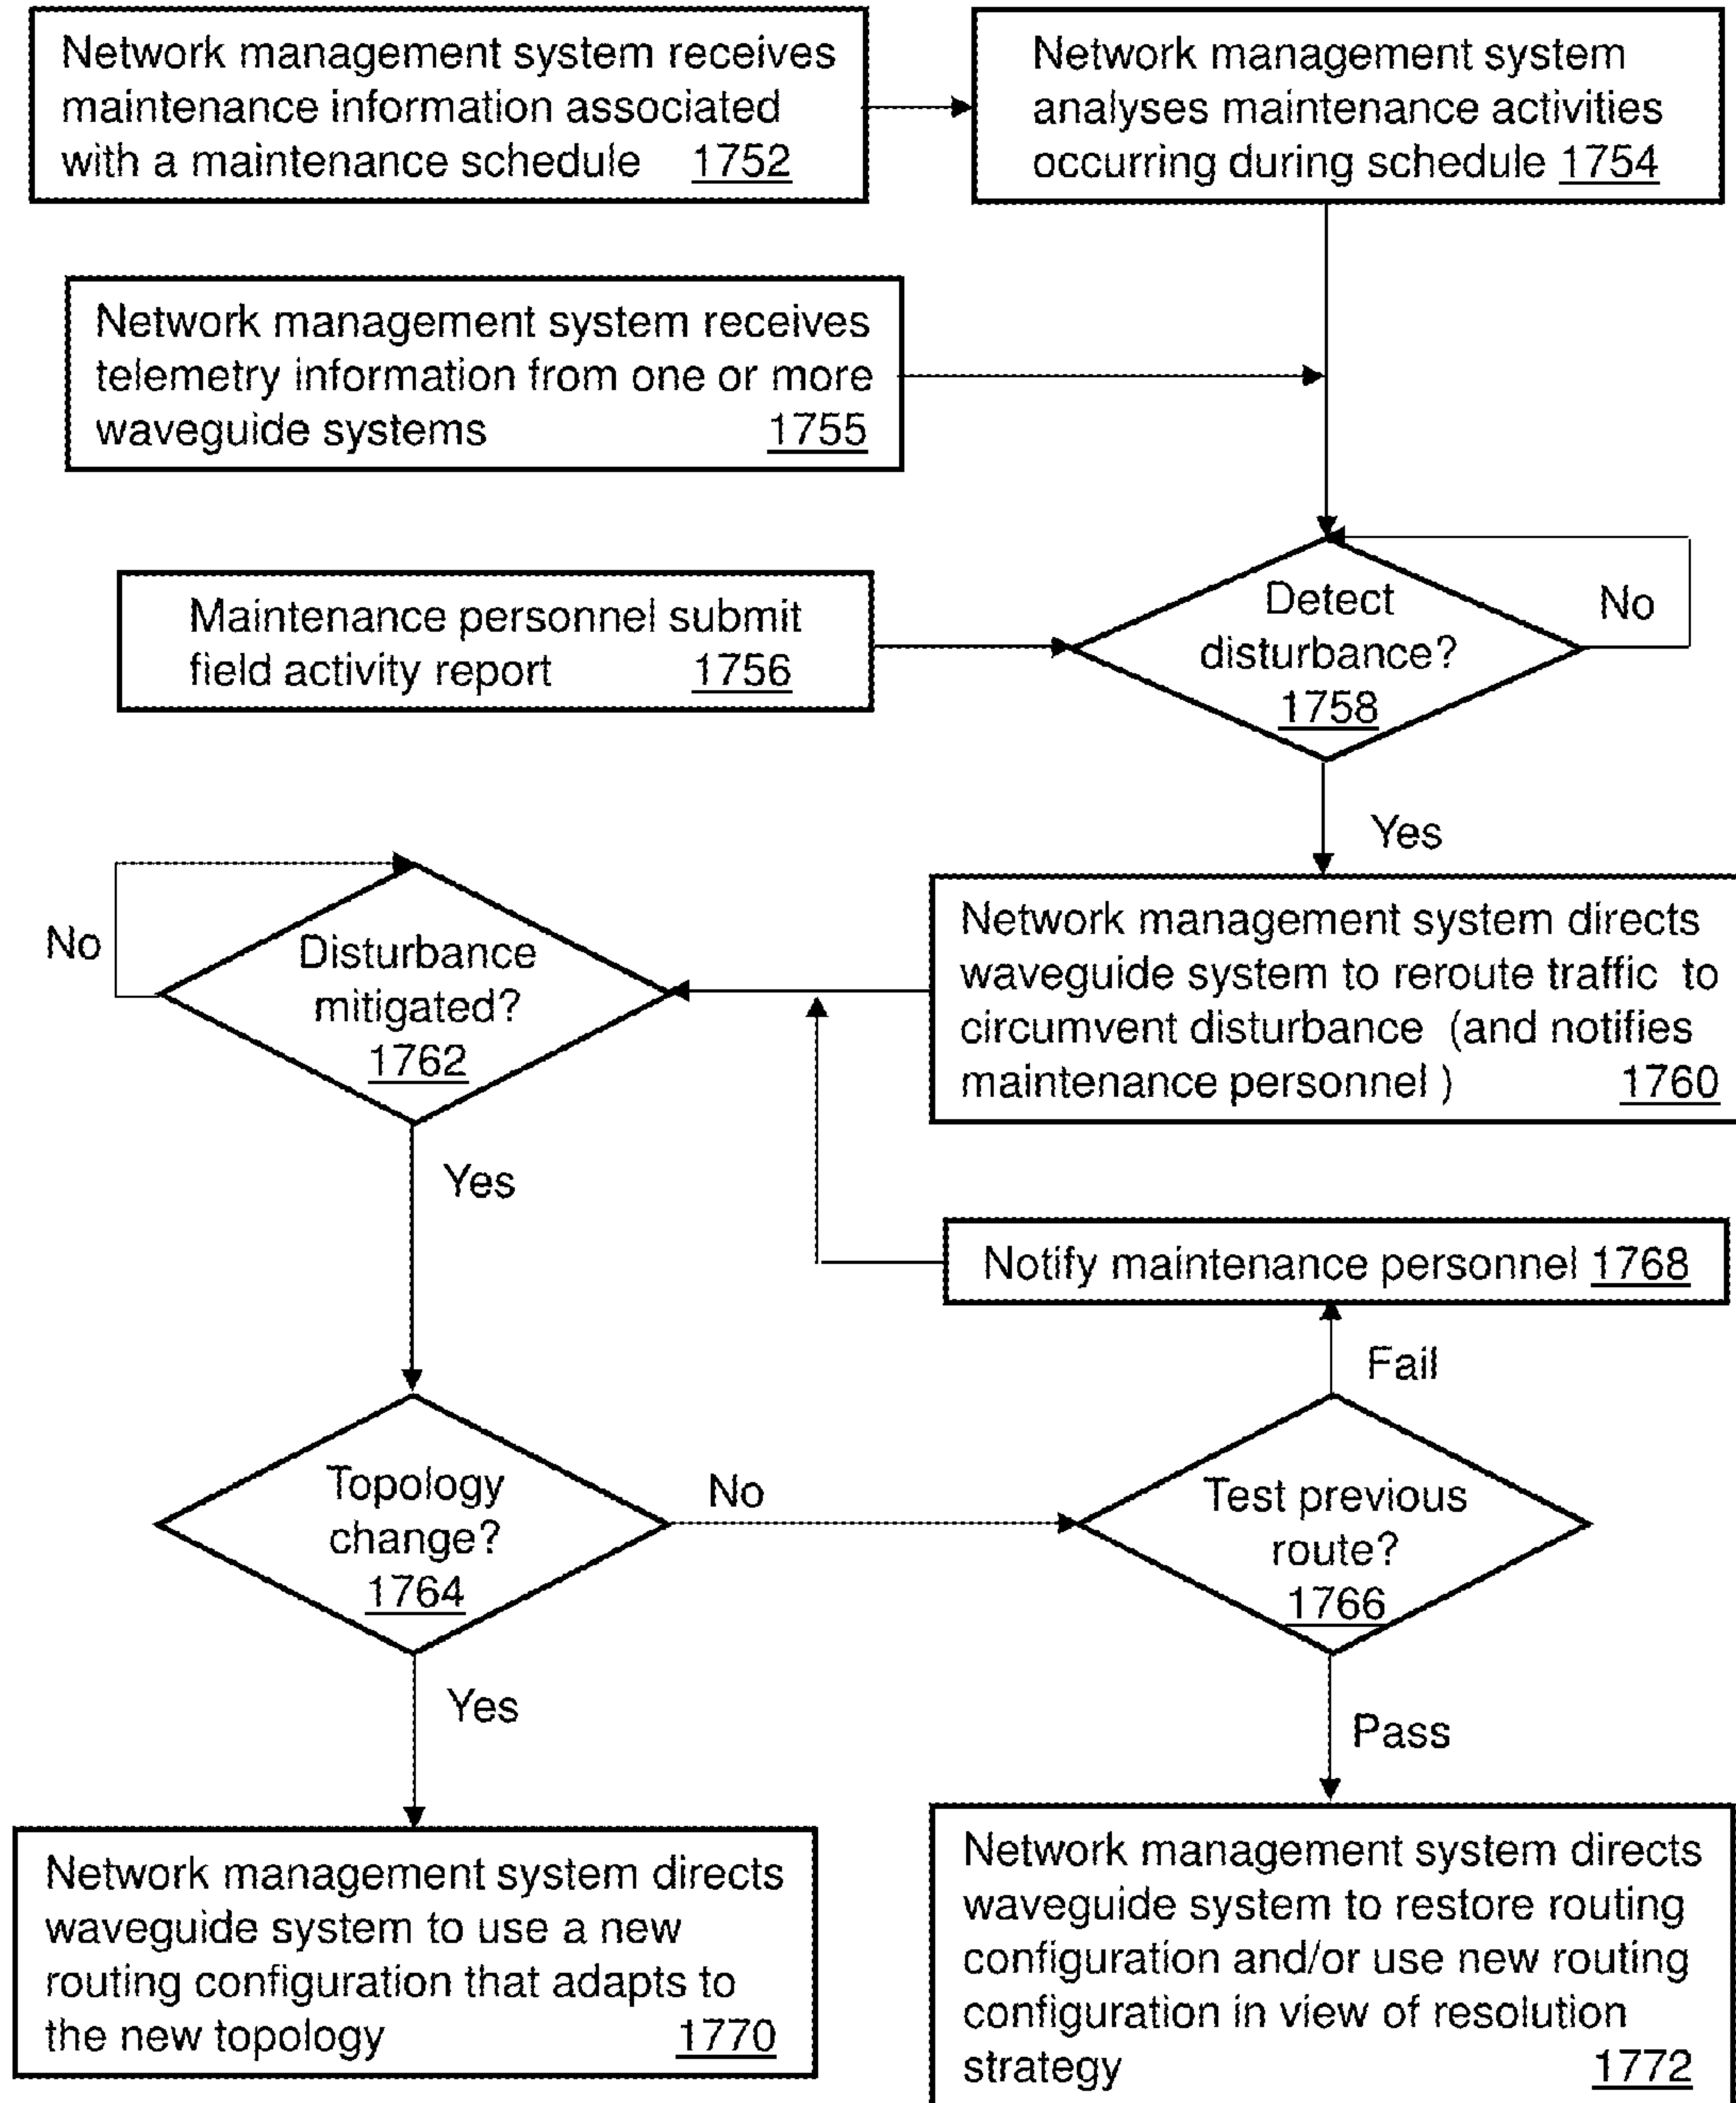 Network management system receives
maintenance information associated
with a maintenance schedule 1752
Network management system
analyses maintenance activities
occurring during schedule 1754
Network management system receives
telemetry information from one or more
waveguide systems 1755
Maintenance personnel submit
field activity report 1756
Detect
disturbance?
1758
No
Yes
Network management system directs
waveguide system to reroute traffic to
circumvent disturbance (and notifies
maintenance personnel ) 1760
No
Disturbance
mitigated?
1762
Yes
Notify maintenance personnel 1768
Fail
Topology
change?
1764
No
Test previous
route?
1766
Yes
Pass
Network management system directs
waveguide system to use a new
routing configuration that adapts to
the new topology 1770
Network management system directs
waveguide system to restore routing
configuration and/or use new routing
configuration in view of resolution
strategy 1772